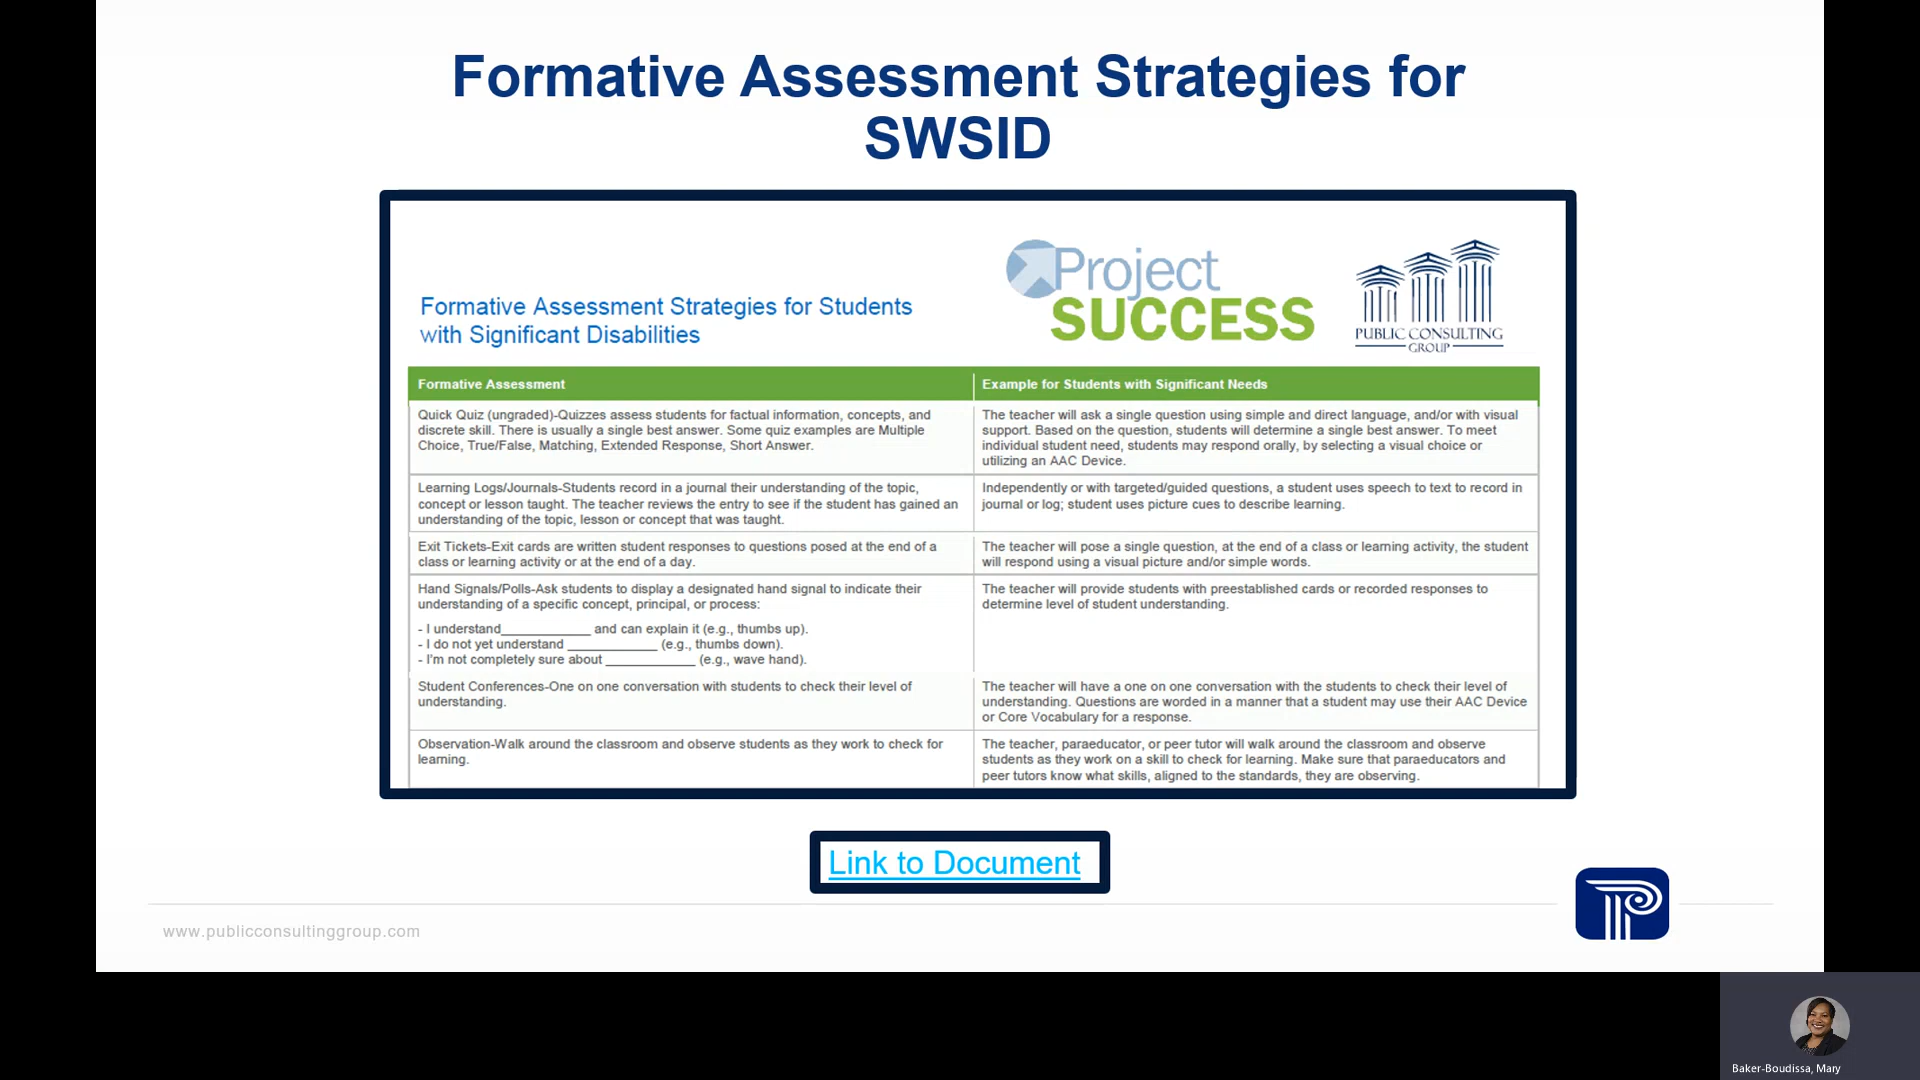 Formative Assessment Strategies for
SWSID
Project
SUCCESS
PUBLIC CONSULTING
GROUP
Formative Assessment Strategies for Students
with Significant Disabilities
Formative Assessment
Example for Students with Significant Needs
Quick Quiz (ungraded)-Quizzes assess students for factual information, concepts, and
discrete skill. There is usually a single best answer. Some quiz examples are Multiple
Choice, True/False, Matching, Extended Response, Short Answer.
The teacher will ask a single question using simple and direct language, and/or with visual
support. Based on the question, students will determine a single best answer. To meet
individual student need, students may respond orally, by selecting a visual choice or
utilizing an AAC Device.
Learning Logs/Journals-Students record in a journal their understanding of the topic,
concept or lesson taught. The teacher reviews the entry to see if the student has gained an
understanding of the topic, lesson or concept that was taught.
Independently or with targeted/guided questions, a student uses speech to text to record in
journal or log; student uses picture cues to describe learning.
Exit Tickets-Exit cards are written student responses to questions posed at the end of a
class or learning activity or at the end of a day.
The teacher will pose a single question, at the end of a class or learning activity, the student
will respond using a visual picture and/or simple words.
Hand Signals/Polls-Ask students to display a designated hand signal to indicate their
understanding of a specific concept, principal, or process:
- I understand_____________ and can explain it (e.g., thumbs up).
- I do not yet understand _____________ (e.g., thumbs down).
- I'm not completely sure about _____________ (e.g., wave hand).
The teacher will provide students with preestablished cards or recorded responses to
determine level of student understanding.
Student Conferences-One on one conversation with students to check their level of
understanding.
The teacher will have a one on one conversation with the students to check their level of
understanding. Questions are worded in a manner that a student may use their AAC Device
or Core Vocabulary for a response.
Observation-Walk around the classroom and observe students as they work to check for
learning.
The teacher, paraeducator, or peer tutor will walk around the classroom and observe
students as they work on a skill to check for learning. Make sure that paraeducators and
peer tutors know what skills, aligned to the standards, they are observing.
Link to Document
www.publicconsultinggroup.com
Baker-Boudissa, Mary